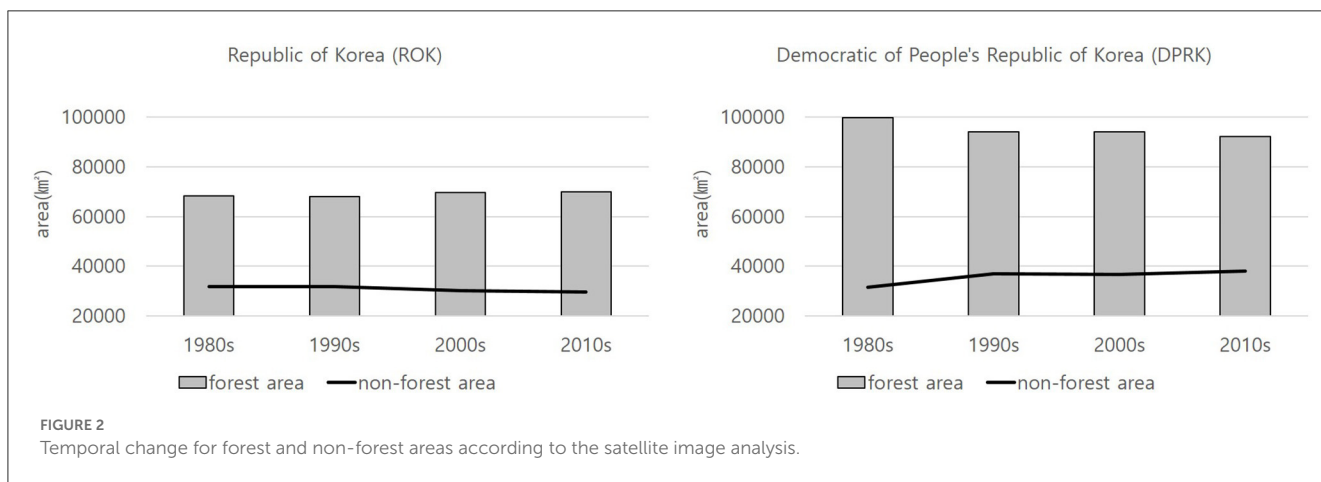 Republic of Korea (ROK)
area(㎢)
100000
80000
60000
40000
20000
1980s 1990s 2000s 2010s
forest area non-forest area
Democratic of People's Republic of Korea (DPRK)
area(㎢)
100000
80000
60000
40000
20000
1980s 1990s 2000s 2010s
forest area non-forest area
FIGURE 2
Temporal change for forest and non-forest areas according to the satellite image analysis.